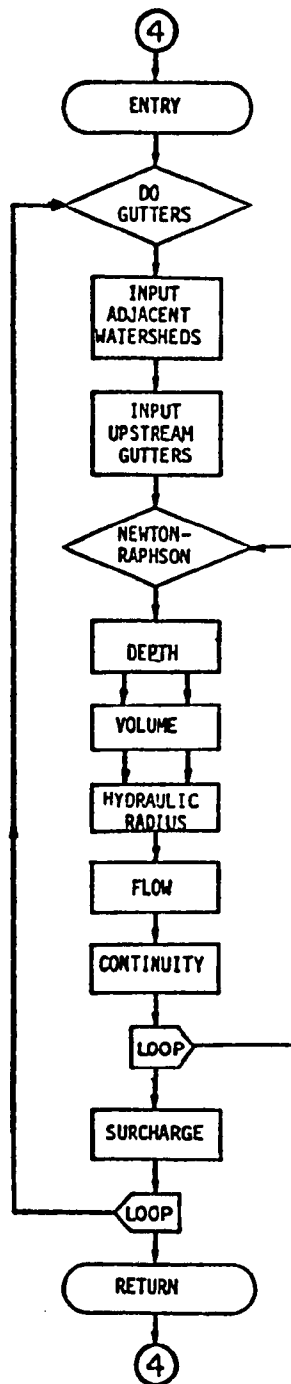 4
ENTRY
DO
GUTTERS
INPUT
ADJACENT
WATERSHEDS
INPUT
UPSTREAM
GUTTERS
NEWTON-
RAPHSON
DEPTH
VOLUME
HYDRAULIC
RADIUS
FLOW
CONTINUITY
LOOP
SURCHARGE
LOOP
RETURN
4